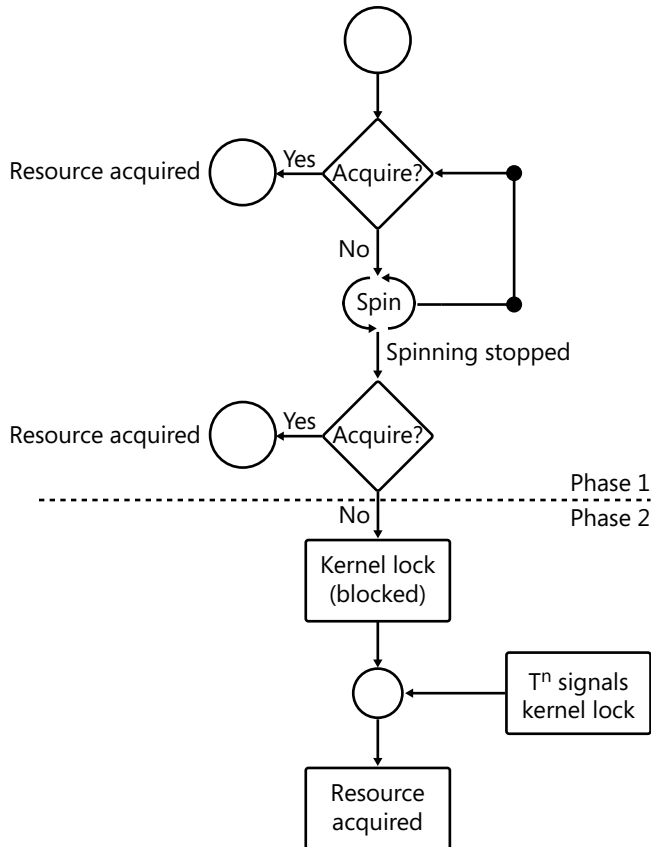 Resource acquired
Yes
Acquire?
No
Spin
Spinning stopped
Resource acquired
Yes
Acquire?
Phase 1
No
Phase 2
Kernel lock
(blocked)
Tⁿ signals
kernel lock
Resource
acquired